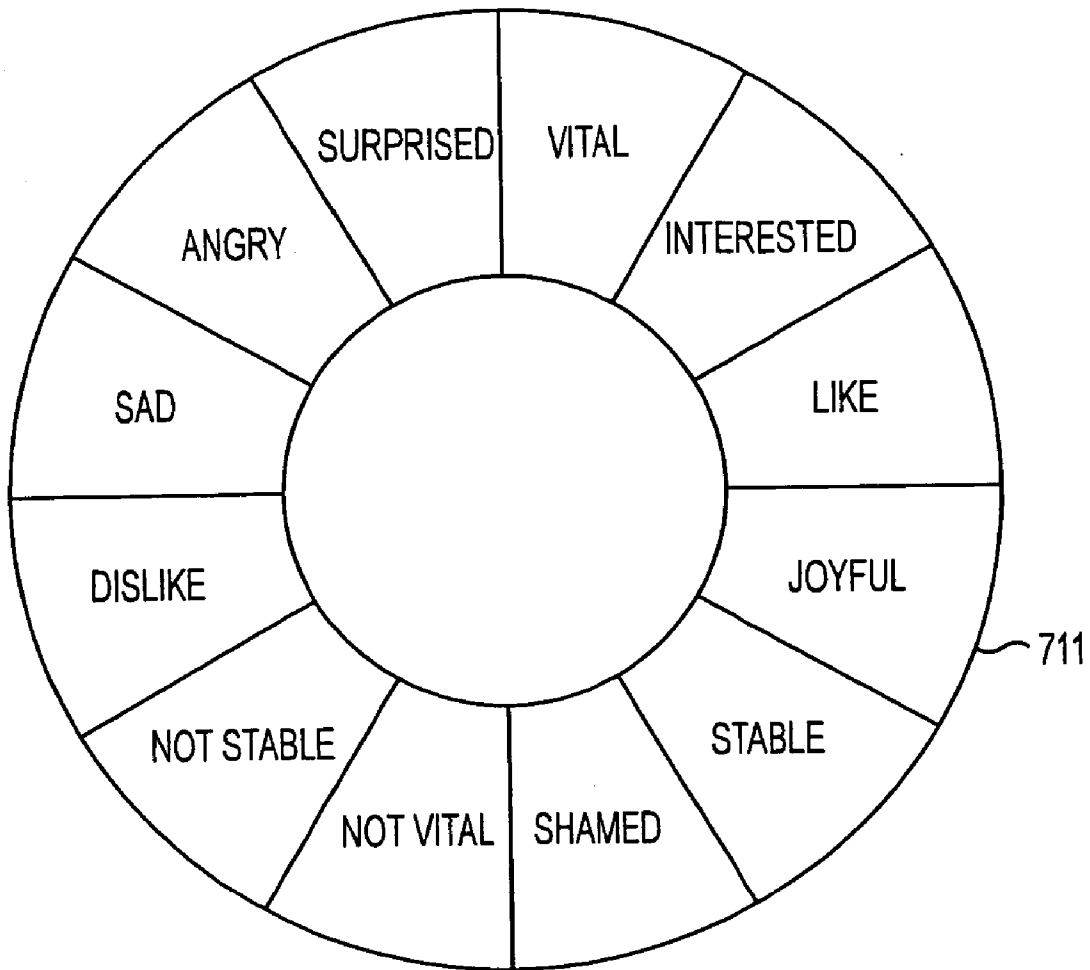 SURPRISED
VITAL
INTERESTED
LIKE
JOYFUL
711
STABLE
SHAMED
NOT VITAL
NOT STABLE
DISLIKE
SAD
ANGRY